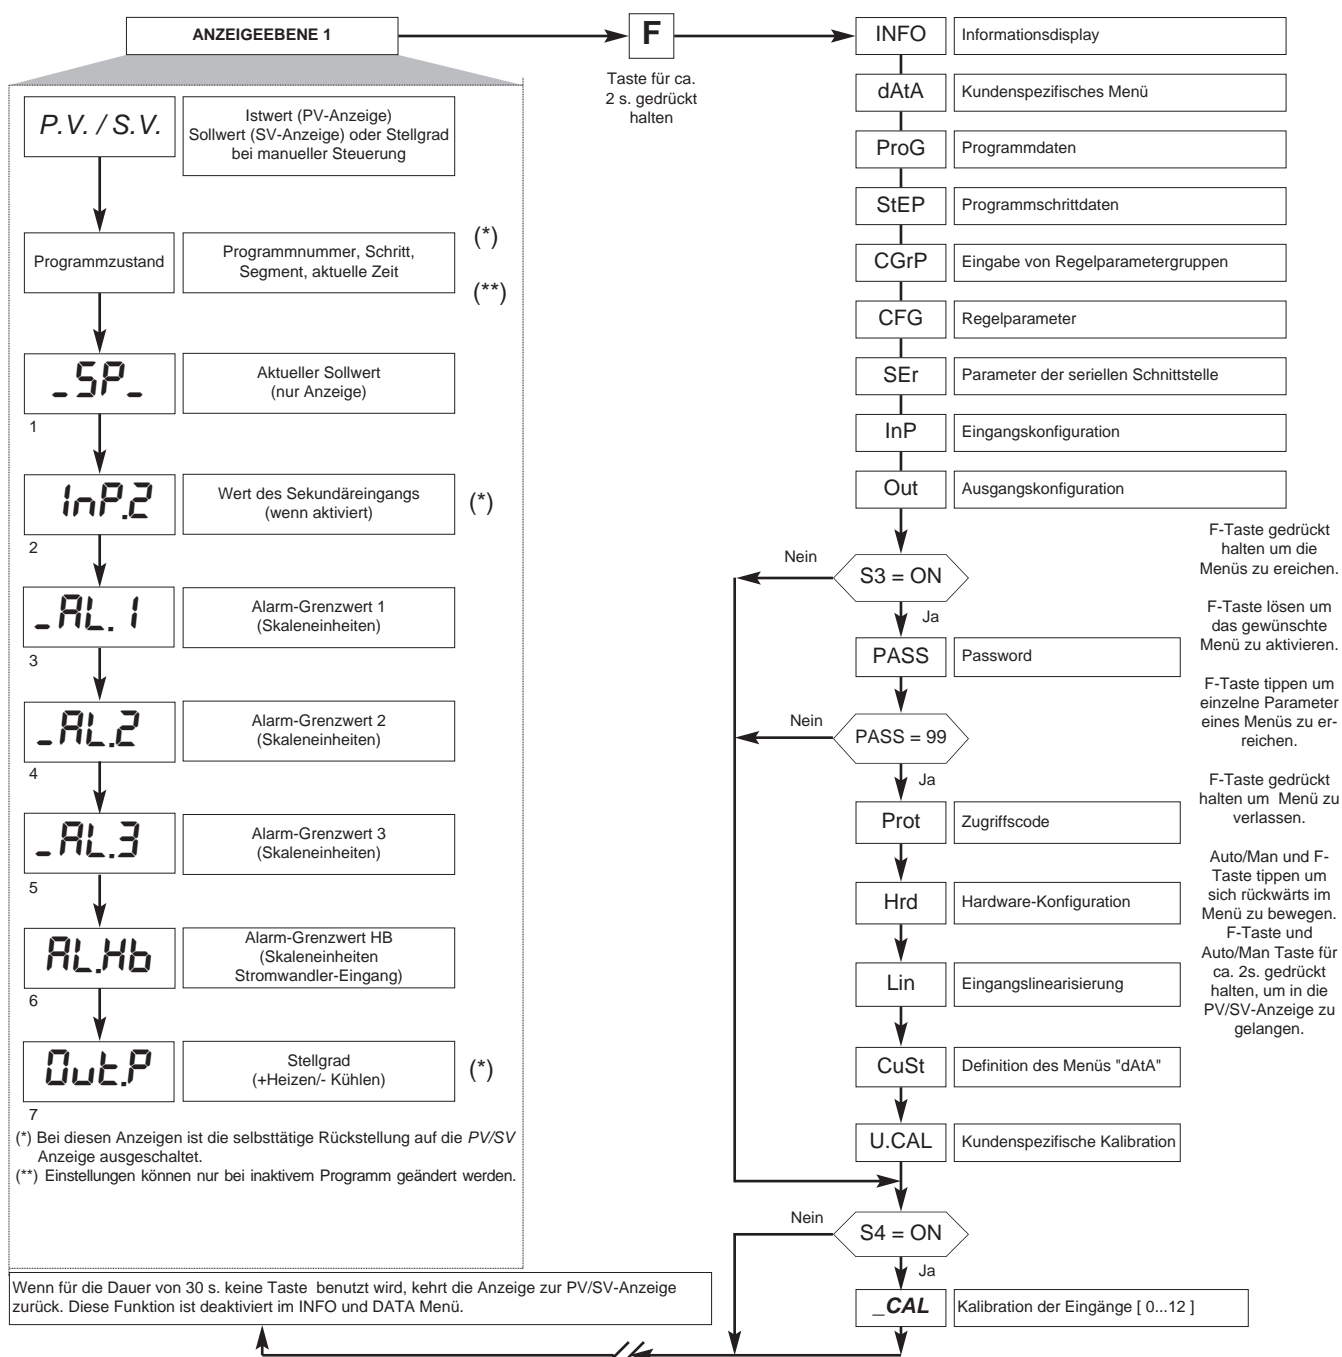 ANZEIGEEBENE 1
F
Taste für ca.
2 s. gedrückt
halten
P.V. / S.V.
Istwert (PV-Anzeige)
Sollwert (SV-Anzeige) oder Stellgrad
bei manueller Steuerung
Programmzustand
Programmnummer, Schritt,
Segment, aktuelle Zeit
(*)
(**)
_SP_
Aktueller Sollwert
(nur Anzeige)
1
InP.2
Wert des Sekundäreingangs
(wenn aktiviert)
(*)
2
_AL.1
Alarm-Grenzwert 1
(Skaleneinheiten)
3
_AL.2
Alarm-Grenzwert 2
(Skaleneinheiten)
4
_AL.3
Alarm-Grenzwert 3
(Skaleneinheiten)
5
AL.Hb
Alarm-Grenzwert HB
(Skaleneinheiten
Stromwandler-Eingang)
6
Out.P
Stellgrad
(+Heizen/- Kühlen)
(*)
7
(*) Bei diesen Anzeigen ist die selbsttätige Rückstellung auf die PV/SV
Anzeige ausgeschaltet.
(**) Einstellungen können nur bei inaktivem Programm geändert werden.
Wenn für die Dauer von 30 s. keine Taste benutzt wird, kehrt die Anzeige zur PV/SV-Anzeige
zurück. Diese Funktion ist deaktiviert im INFO und DATA Menü.
INFO Informationsdisplay
dAtA Kundenspezifisches Menü
ProG Programmdaten
StEP Programmschrittdaten
CGrP Eingabe von Regelparametergruppen
CFG Regelparameter
SEr Parameter der seriellen Schnittstelle
InP Eingangskonfiguration
Out Ausgangskonfiguration
Nein
S3 = ON
Ja
PASS Password
Nein
PASS = 99
Ja
Prot Zugriffscode
Hrd Hardware-Konfiguration
Lin Eingangslinearisierung
CuSt Definition des Menüs "dAtA"
U.CAL Kundenspezifische Kalibration
Nein
S4 = ON
Ja
_CAL Kalibration der Eingänge [ 0...12 ]
F-Taste gedrückt
halten um die
Menüs zu ereichen.
F-Taste lösen um
das gewünschte
Menü zu aktivieren.
F-Taste tippen um
einzelne Parameter
eines Menüs zu er-
reichen.
F-Taste gedrückt
halten um Menü zu
verlassen.
Auto/Man und F-
Taste tippen um
sich rückwärts im
Menü zu bewegen.
F-Taste und
Auto/Man Taste für
ca. 2s. gedrückt
halten, um in die
PV/SV-Anzeige zu
gelangen.